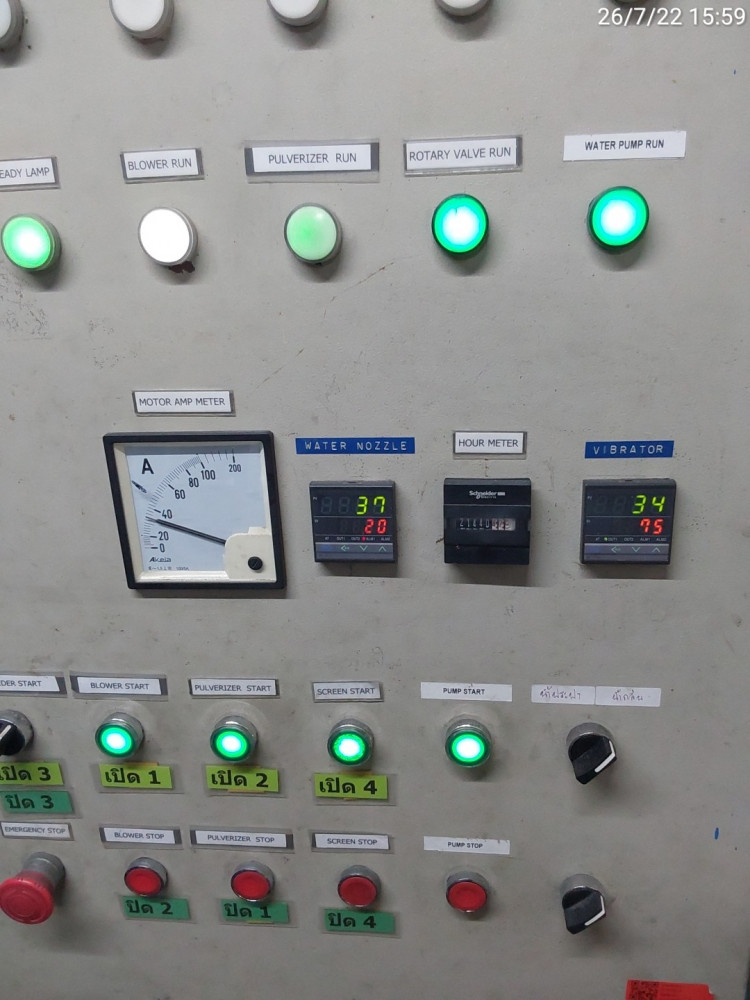 26/7/22 15:59
EADY LAMP
BLOWER RUN
PULVERIZER RUN
ROTARY VALVE RUN
WATER PUMP RUN
MOTOR AMP METER
WATER NOZZLE
HOUR METER
VIBRATOR
A
200
100
80
60
40
20
0
37
20
Schneider
34
75
DER START
BLOWER START
PULVERIZER START
SCREEN START
PUMP START
เปิด 3
เปิด 1
เปิด 2
เปิด 4
ปิด 3
EMERGENCY STOP
BLOWER STOP
PULVERIZER STOP
SCREEN STOP
PUMP STOP
ปิด 2
ปิด 1
ปิด 4